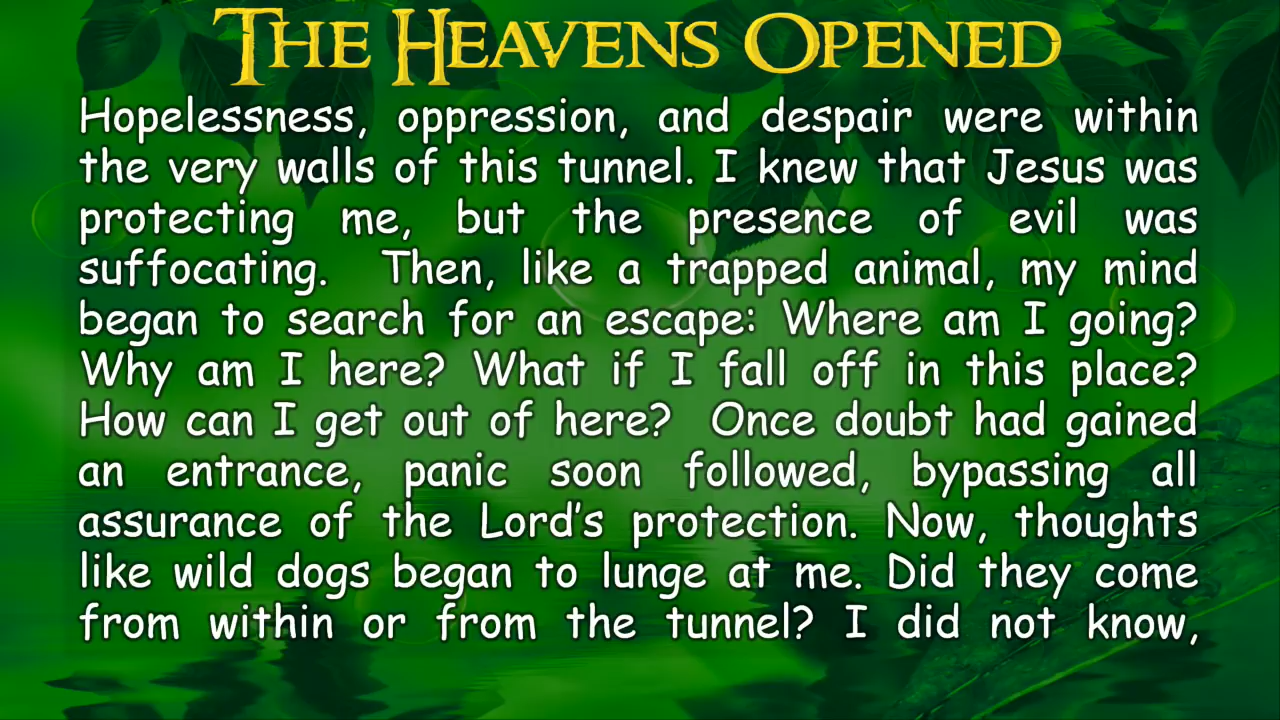 THE HEAVENS OPENED
Hopelessness, oppression, and despair were within
the very walls of this tunnel. I knew that Jesus was
protecting me, but the presence of evil was
suffocating.  Then, like a trapped animal, my mind
began to search for an escape: Where am I going?
Why am I here? What if I fall off in this place?
How can I get out of here?  Once doubt had gained
an entrance, panic soon followed, bypassing all
assurance of the Lord's protection. Now, thoughts
like wild dogs began to lunge at me. Did they come
from within or from the tunnel? I did not know,